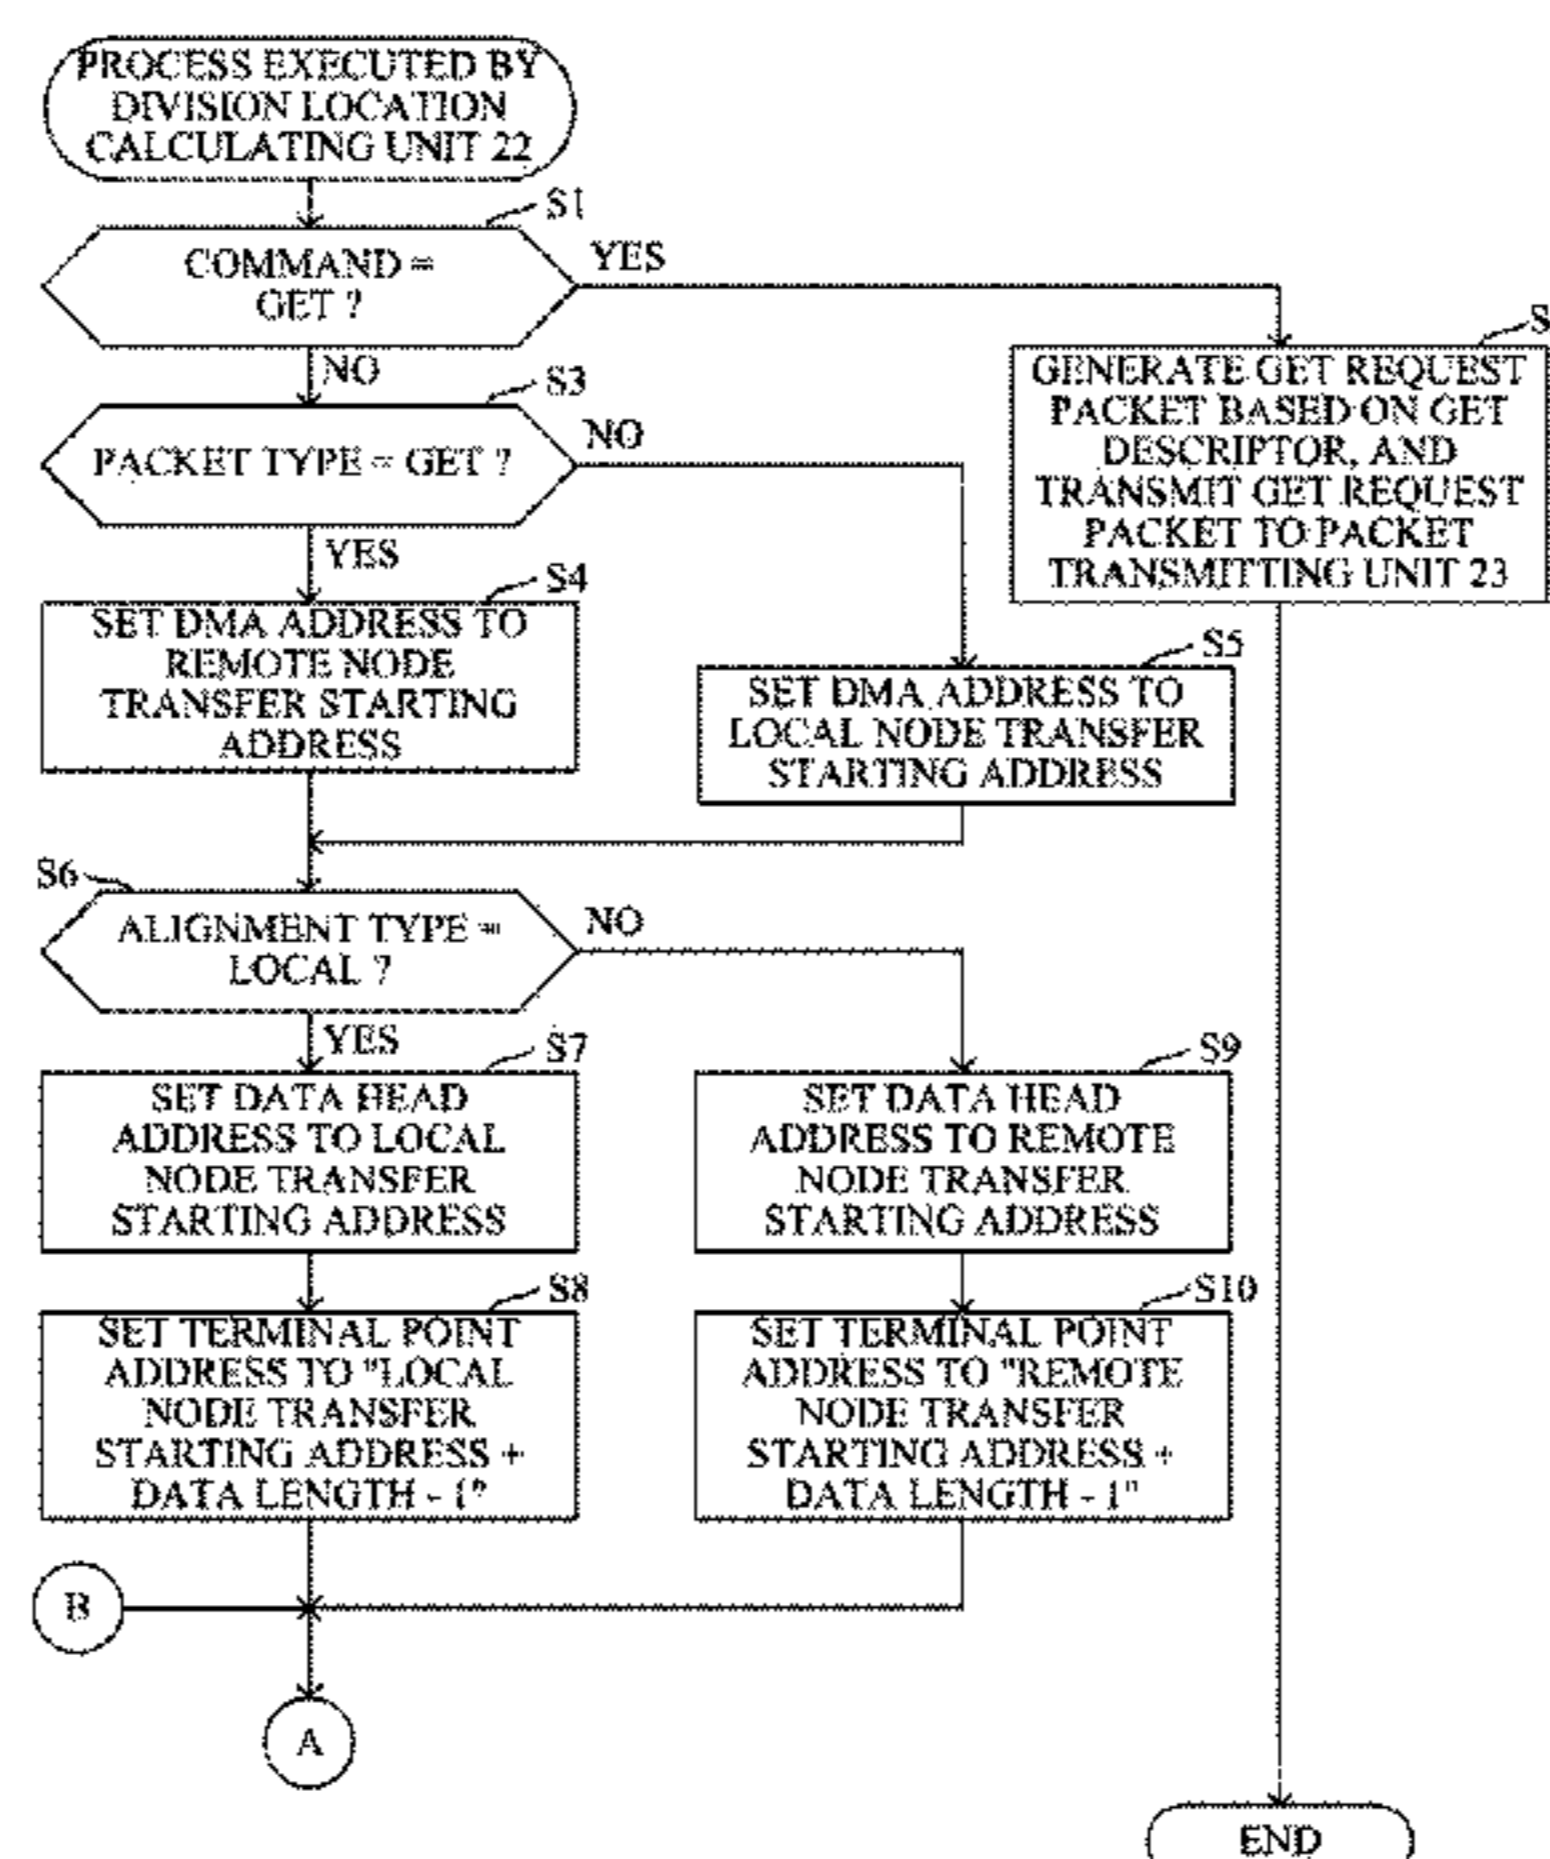 PROCESS EXECUTED BY
DIVISION LOCATION
CALCULATING UNIT 22
S1
COMMAND =
GET ?
YES
NO
S
GENERATE GET REQUEST
PACKET BASED ON GET
DESCRIPTOR, AND
TRANSMIT GET REQUEST
PACKET TO PACKET
TRANSMITTING UNIT 23
S3
PACKET TYPE = GET ?
NO
YES
S4
SET DMA ADDRESS TO
REMOTE NODE
TRANSFER STARTING
ADDRESS
S5
SET DMA ADDRESS TO
LOCAL NODE TRANSFER
STARTING ADDRESS
S6
ALIGNMENT TYPE =
LOCAL ?
NO
YES
S7
SET DATA HEAD
ADDRESS TO LOCAL
NODE TRANSFER
STARTING ADDRESS
S9
SET DATA HEAD
ADDRESS TO REMOTE
NODE TRANSFER
STARTING ADDRESS
S8
SET TERMINAL POINT
ADDRESS TO "LOCAL
NODE TRANSFER
STARTING ADDRESS +
DATA LENGTH - 1"
S10
SET TERMINAL POINT
ADDRESS TO "REMOTE
NODE TRANSFER
STARTING ADDRESS +
DATA LENGTH - 1"
B
A
END